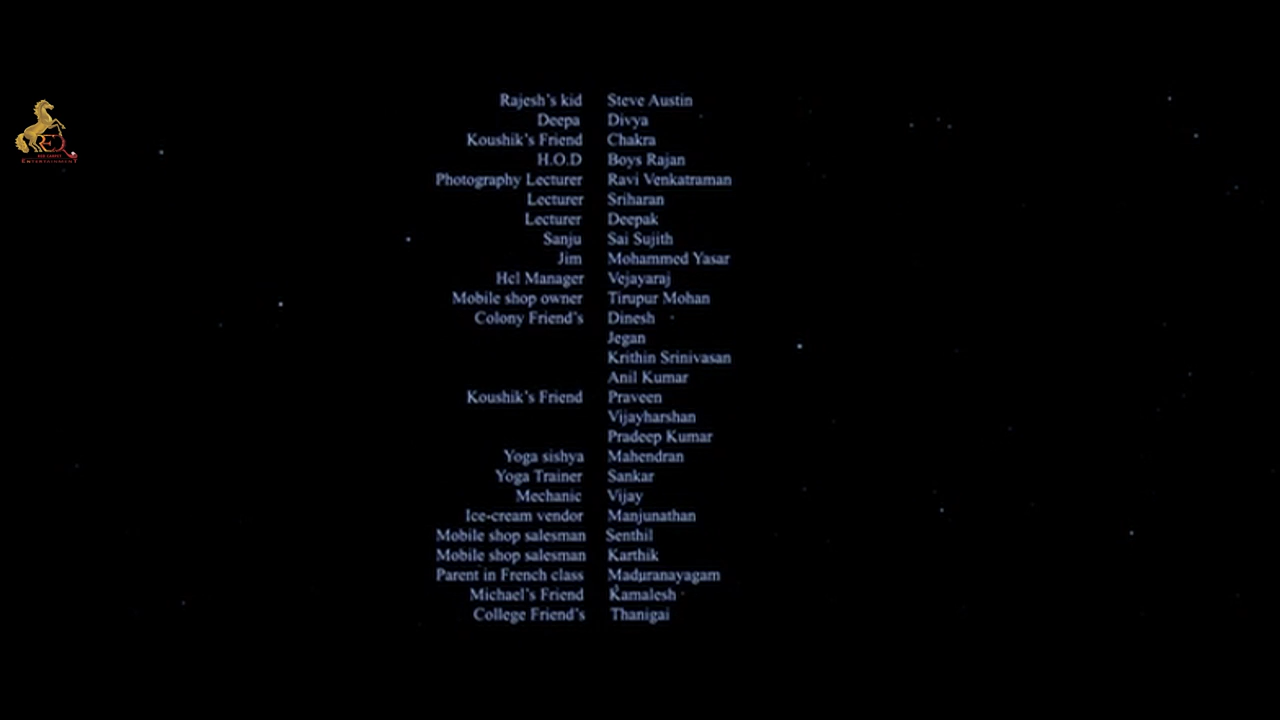 Rajesh's kid Steve Austin
Deepa Divya
Koushik's Friend Chakra
H.O.D Boys Rajan
Photography Lecturer Ravi Venkatraman
Lecturer Sriharan
Lecturer Deepak
Sanju Sai Sujith
Jim Mohammed Yasar
Hcl Manager Vejayaraj
Mobile shop owner Tirupur Mohan
Colony Friend's Dinesh
Jegan
Krithin Srinivasan
Anil Kumar
Koushik's Friend Praveen
Vijayharshan
Pradeep Kumar
Yoga sishya Mahendran
Yoga Trainer Sankar
Mechanic Vijay
Ice-cream vendor Manjunathan
Mobile shop salesman Senthil
Mobile shop salesman Karthik
Parent in French class Maduranayagam
Michael's Friend Kamalesh
College Friend's Thanigai
ENTERTAINMENT